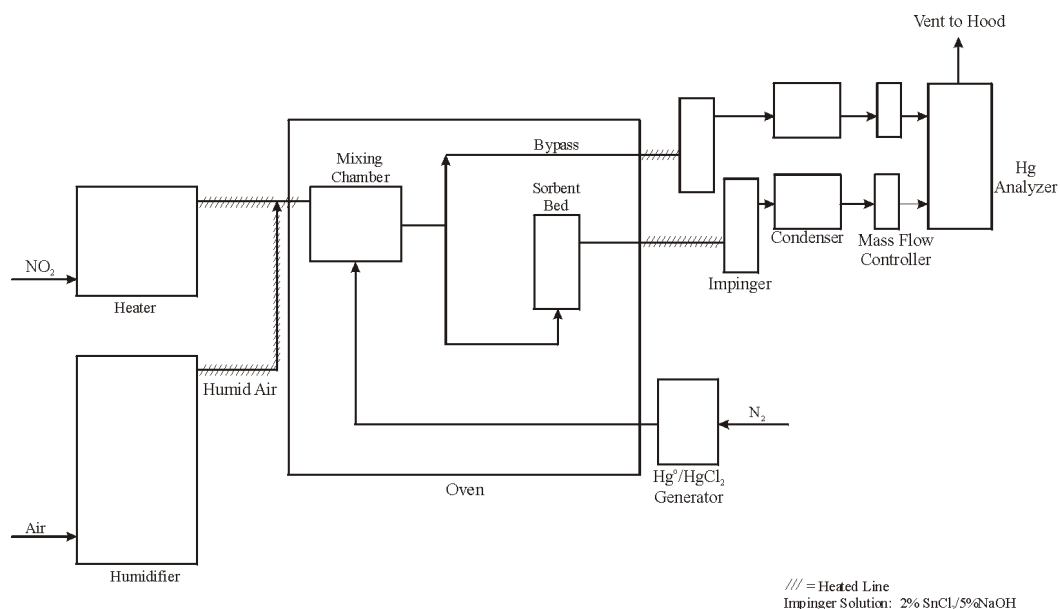 Vent to Hood
Hg
Analyzer
Bypass
Mixing
Chamber
Sorbent
Bed
Condenser
Mass Flow
Controller
Impinger
NO₂
Heater
Humid Air
N₂
Hg°/HgCl₂
Generator
Oven
Air
Humidifier
/// = Heated Line
Impinger Solution: 2% SnCl₂/5%NaOH